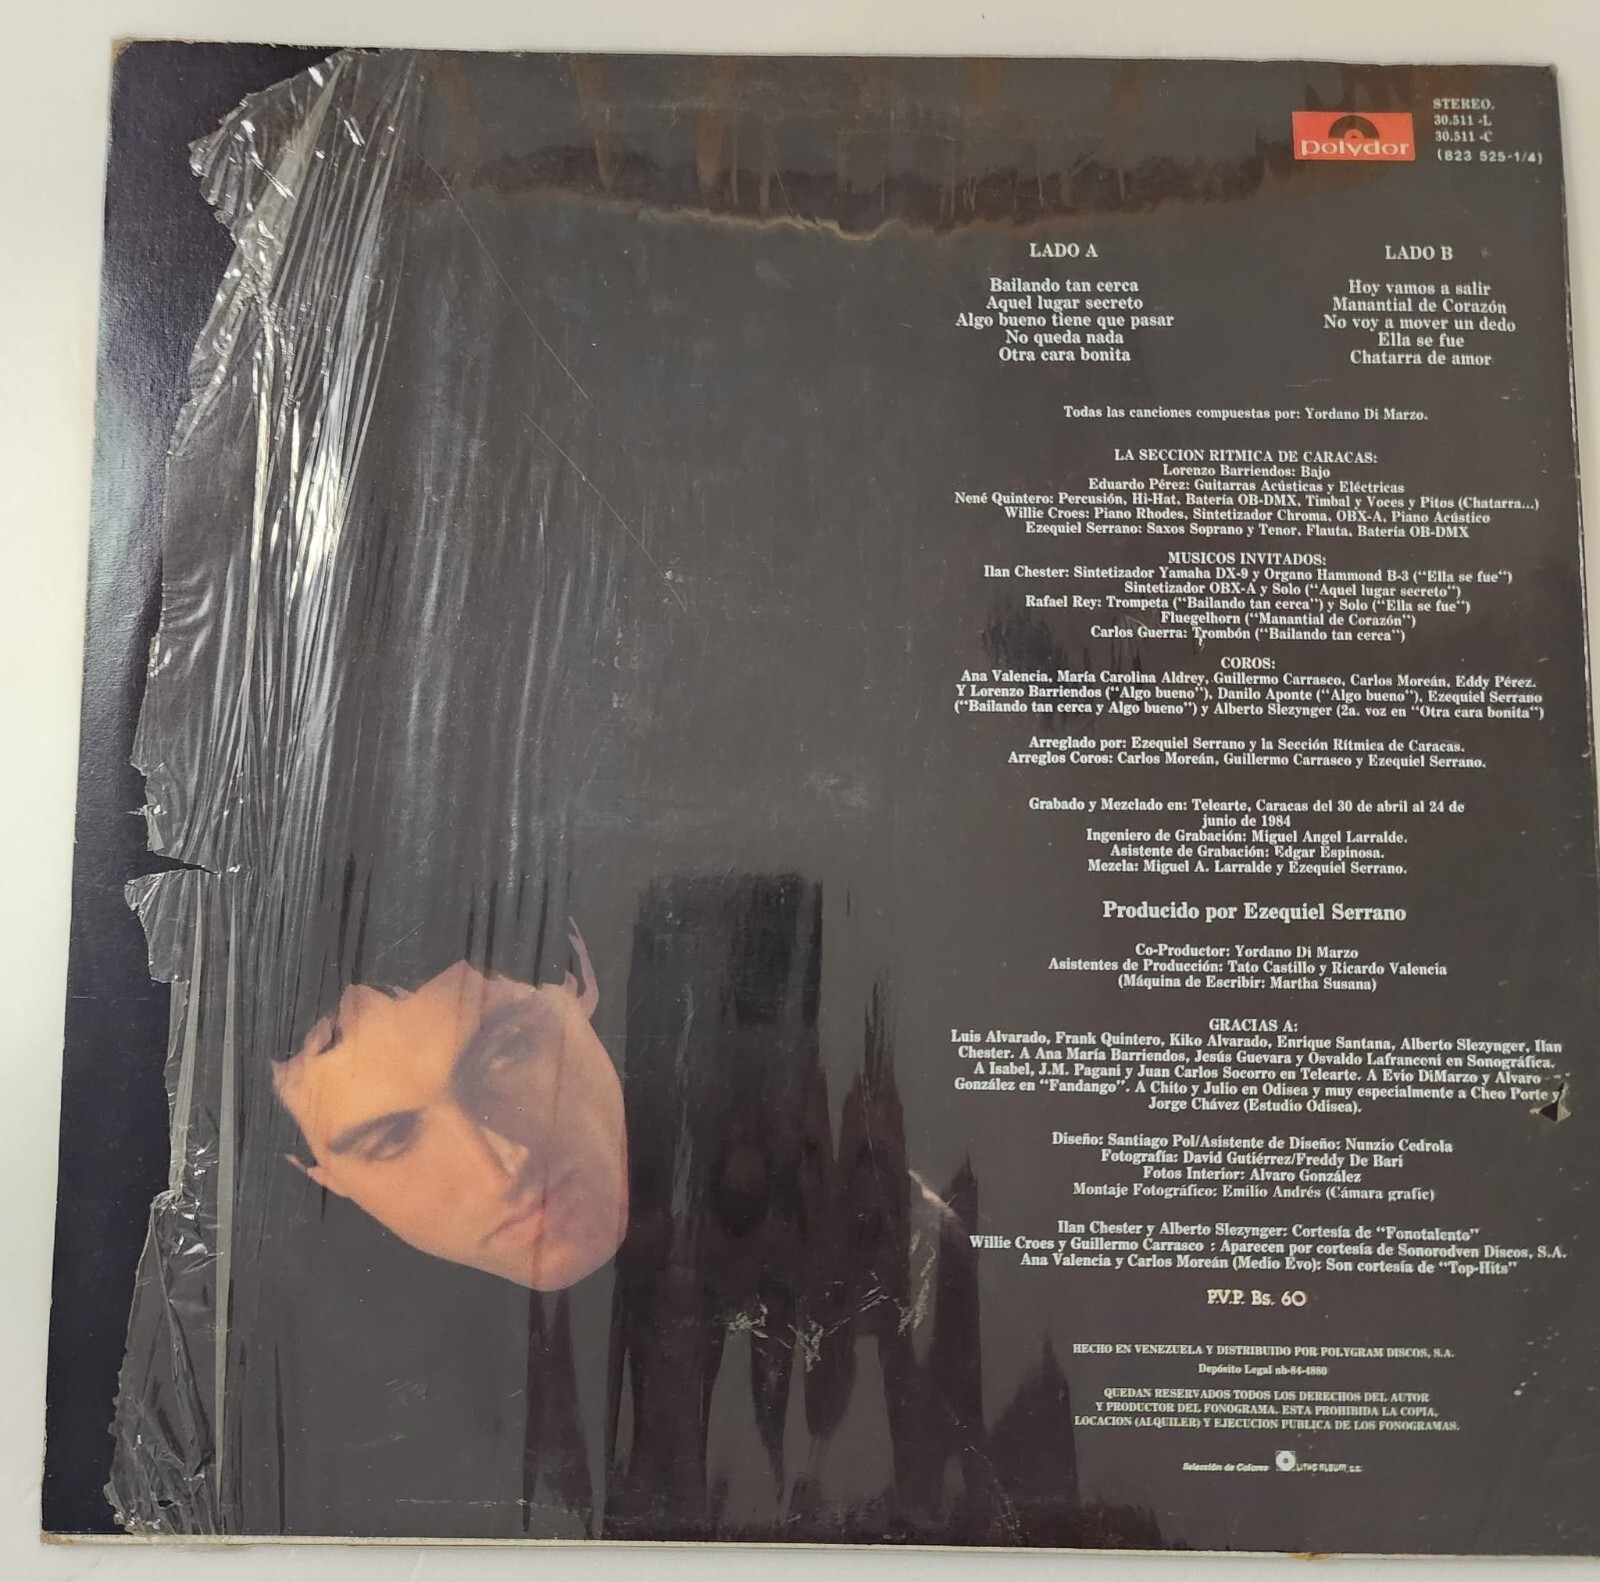 polydor
STEREO.
30.511 -L
30.511 -C
(823 525-1/4)
LADO A
Bailando tan cerca
Aquel lugar secreto
Algo bueno tiene que pasar
No queda nada
Otra cara bonita
LADO B
Hoy vamos a salir
Manantial de Corazón
No voy a mover un dedo
Ella se fue
Chatarra de amor
Todas las canciones compuestas por: Yordano Di Marzo.
LA SECCION RITMICA DE CARACAS:
Lorenzo Barriendos: Bajo
Eduardo Pérez: Guitarras Acústicas y Eléctricas
Nené Quintero: Percusión, Hi-Hat, Batería OB-DMX, Timbal y Voces y Pitos (Chatarra...)
Willie Croes: Piano Rhodes, Sintetizador Chroma, OBX-A, Piano Acústico
Ezequiel Serrano: Saxos Soprano y Tenor, Flauta, Batería OB-DMX
MUSICOS INVITADOS:
Ilan Chester: Sintetizador Yamaha DX-9 y Organo Hammond B-3 ("Ella se fue")
Sintetizador OBX-A y Solo ("Aquel lugar secreto")
Rafael Rey: Trompeta ("Bailando tan cerca") y Solo ("Ella se fue")
Fluegelhorn ("Manantial de Corazón")
Carlos Guerra: Trombón ("Bailando tan cerca")
COROS:
Ana Valencia, María Carolina Aldrey, Guillermo Carrasco, Carlos Moreán, Eddy Pérez.
Y Lorenzo Barriendos ("Algo bueno"), Danilo Aponte ("Algo bueno"), Ezequiel Serrano
("Bailando tan cerca y Algo bueno") y Alberto Slezynger (2a. voz en "Otra cara bonita")
Arreglado por: Ezequiel Serrano y la Sección Rítmica de Caracas.
Arreglos Coros: Carlos Moreán, Guillermo Carrasco y Ezequiel Serrano.
Grabado y Mezclado en: Telearte, Caracas del 30 de abril al 24 de
junio de 1984
Ingeniero de Grabación: Miguel Angel Larralde.
Asistente de Grabación: Edgar Espinosa.
Mezcla: Miguel A. Larralde y Ezequiel Serrano.
Producido por Ezequiel Serrano
Co-Productor: Yordano Di Marzo
Asistentes de Producción: Tato Castillo y Ricardo Valencia
(Máquina de Escribir: Martha Susana)
GRACIAS A:
Luis Alvarado, Frank Quintero, Kiko Alvarado, Enrique Santana, Alberto Slezynger, Ilan
Chester. A Ana María Barriendos, Jesús Guevara y Osvaldo Lafranconi en Sonográfica.
A Isabel, J.M. Pagani y Juan Carlos Socorro en Telearte. A Evio DiMarzo y Alvaro
González en "Fandango". A Chito y Julio en Odisea y muy especialmente a Cheo Porte y
Jorge Chávez (Estudio Odisea).
Diseño: Santiago Pol/Asistente de Diseño: Nunzio Cedrola
Fotografía: David Gutiérrez/Freddy De Bari
Fotos Interior: Alvaro González
Montaje Fotográfico: Emilio Andrés (Cámara grafic)
Ilan Chester y Alberto Slezynger: Cortesía de "Fonotalento"
Willie Croes y Guillermo Carrasco : Aparecen por cortesía de Sonorodven Discos, S.A.
Ana Valencia y Carlos Moreán (Medio Evo): Son cortesía de "Top-Hits"
P.V.P. Bs. 60
HECHO EN VENEZUELA Y DISTRIBUIDO POR POLYGRAM DISCOS, S.A.
Depósito Legal nb-84-4880
QUEDAN RESERVADOS TODOS LOS DERECHOS DEL AUTOR
Y PRODUCTOR DEL FONOGRAMA. ESTA PROHIBIDA LA COPIA,
LOCACION (ALQUILER) Y EJECUCION PUBLICA DE LOS FONOGRAMAS.
Selección de Colores LITHO ALBUM, C.A.